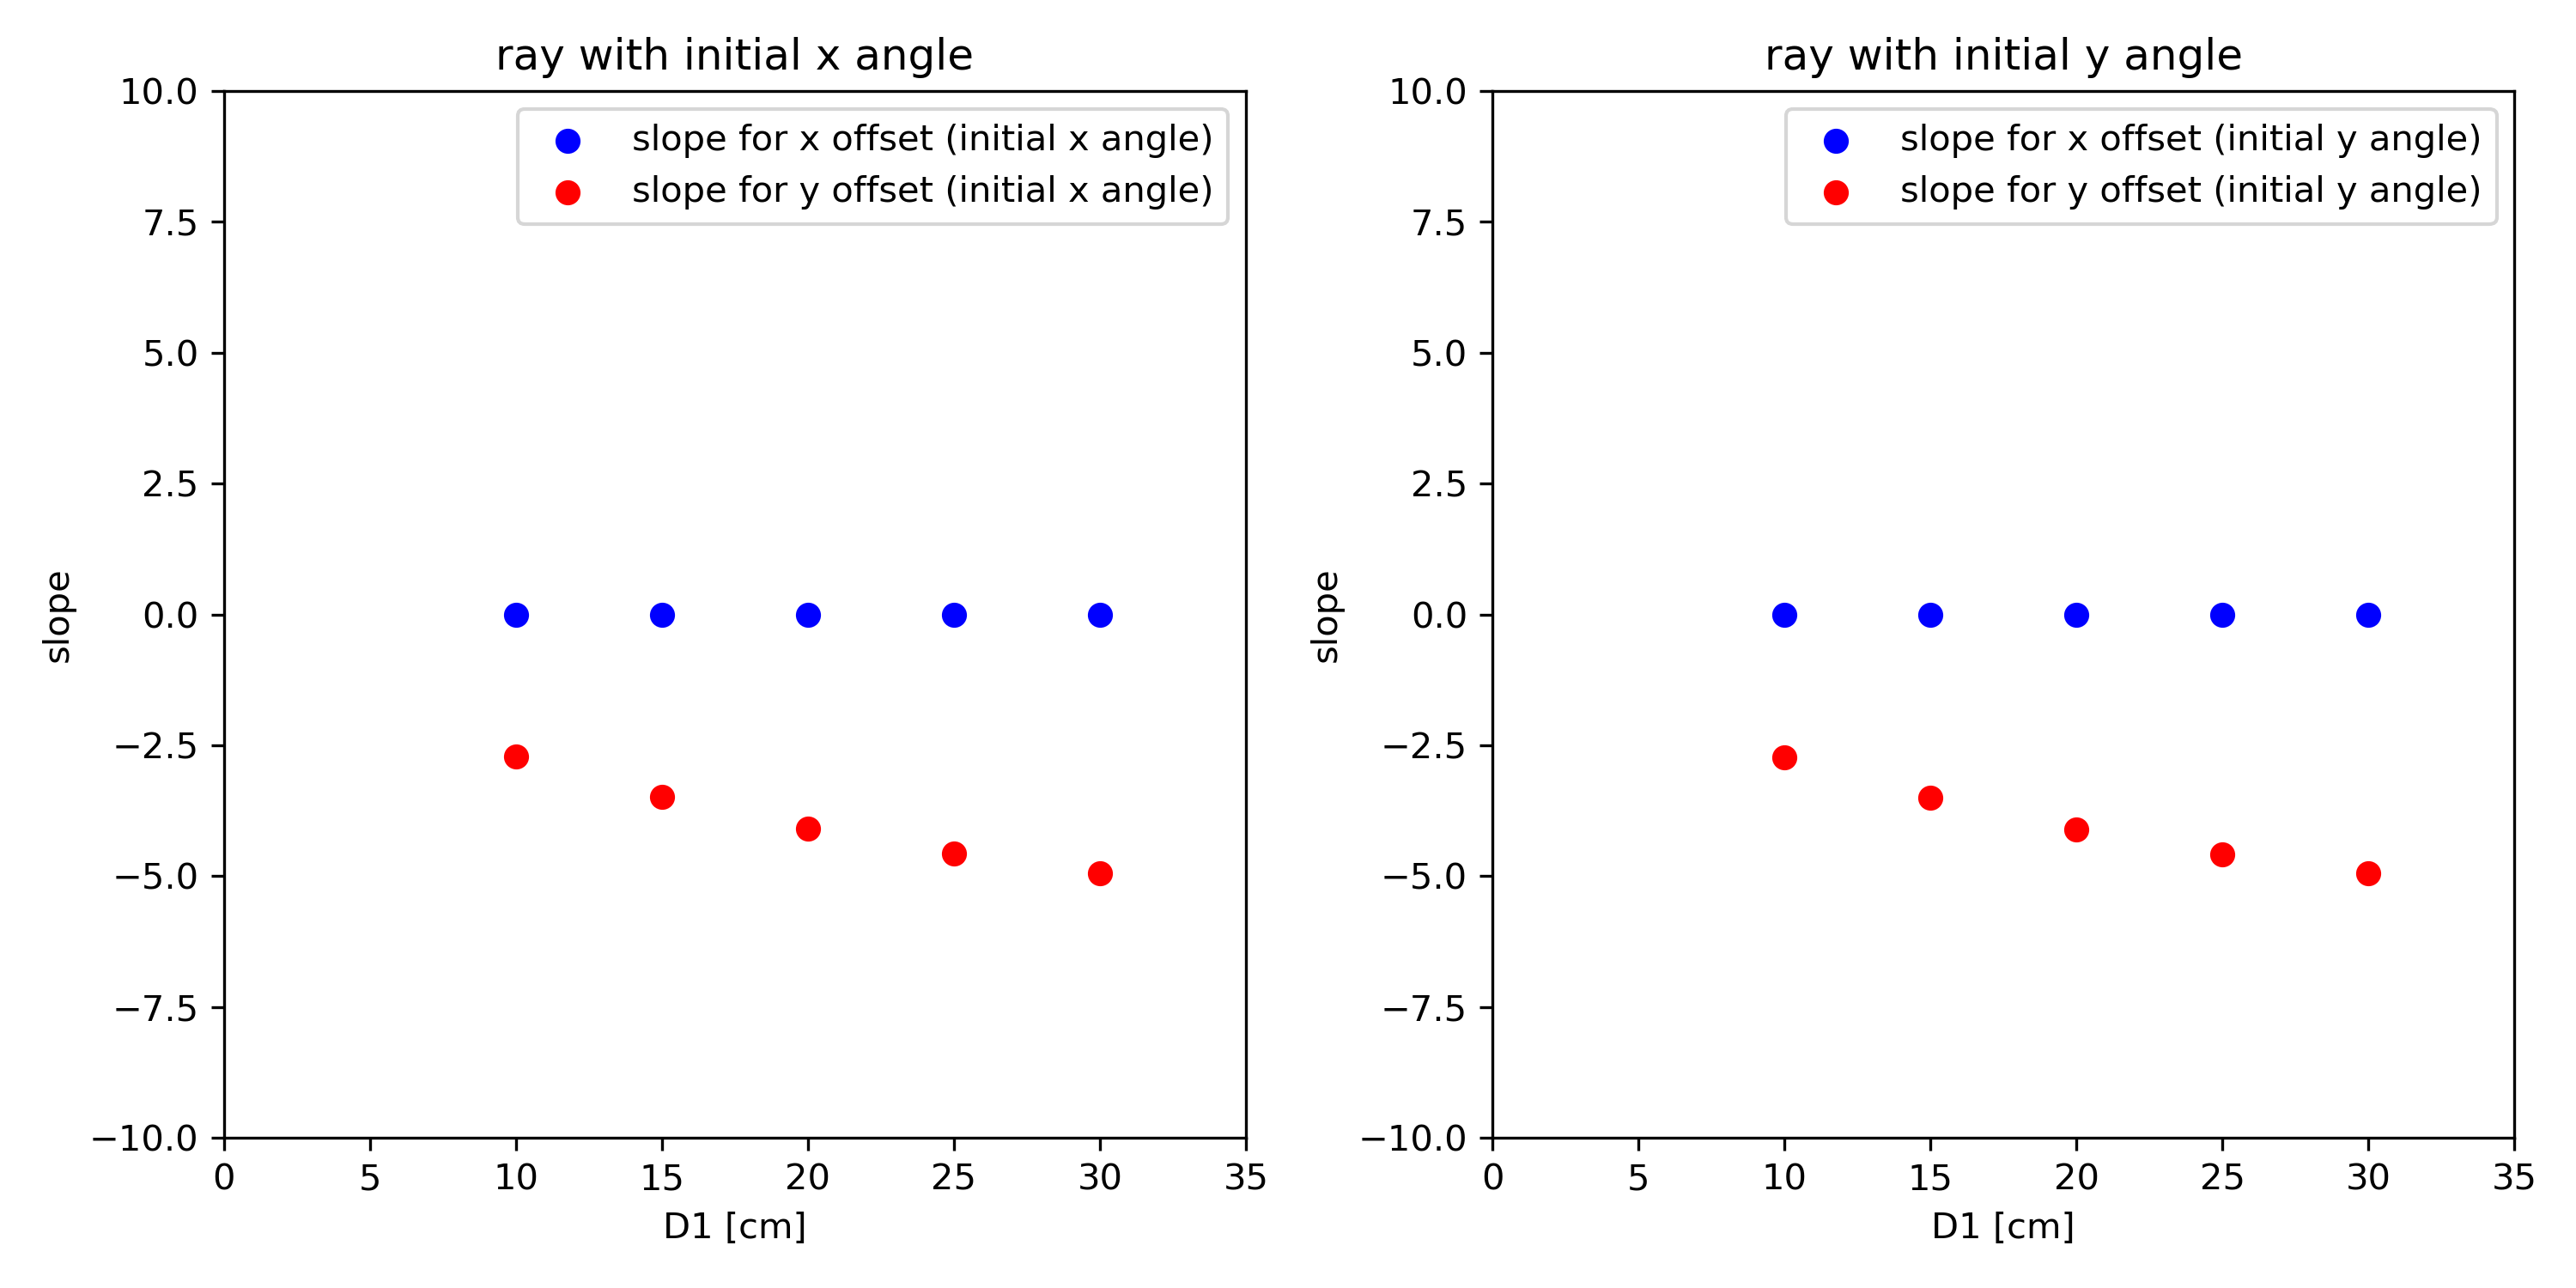 ray with initial x angle
slope for x offset (initial x angle)
slope for y offset (initial x angle)
10.0
7.5
5.0
2.5
0.0
−2.5
−5.0
−7.5
−10.0
slope
0 5 10 15 20 25 30 35
D1 [cm]
ray with initial y angle
slope for x offset (initial y angle)
slope for y offset (initial y angle)
10.0
7.5
5.0
2.5
0.0
−2.5
−5.0
−7.5
−10.0
slope
0 5 10 15 20 25 30 35
D1 [cm]